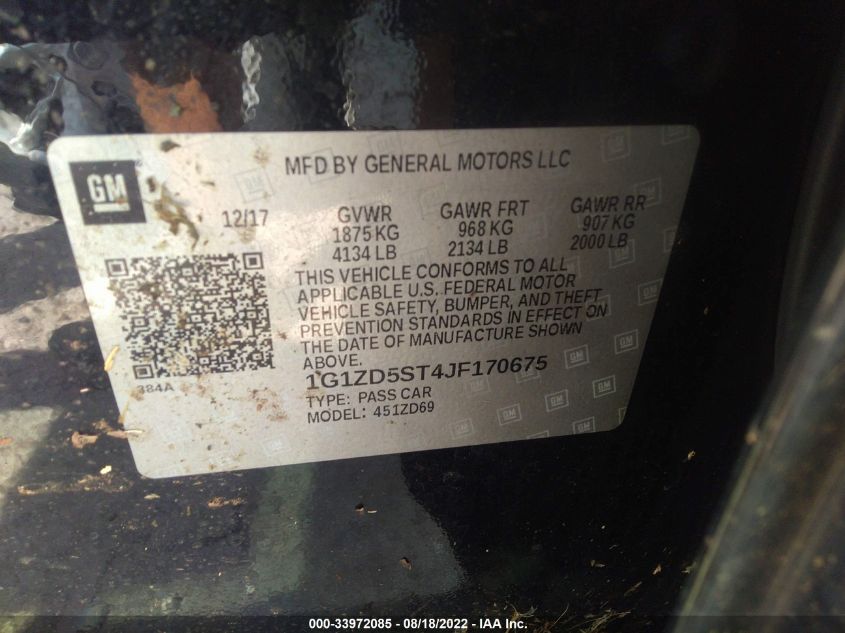 GM
MFD BY GENERAL MOTORS LLC
12/17 GVWR GAWR FRT GAWR RR
1875 KG 968 KG 907 KG
4134 LB 2134 LB 2000 LB
THIS VEHICLE CONFORMS TO ALL
APPLICABLE U.S. FEDERAL MOTOR
VEHICLE SAFETY, BUMPER, AND THEFT
PREVENTION STANDARDS IN EFFECT ON
THE DATE OF MANUFACTURE SHOWN
ABOVE.
384A
1G1ZD5ST4JF170675
TYPE: PASS CAR
MODEL: 451ZD69
000-33972085 - 08/18/2022 - IAA Inc.